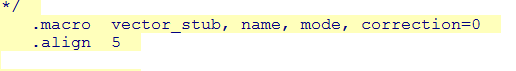 */
.macro vector_stub, name, mode, correction=0
.align 5